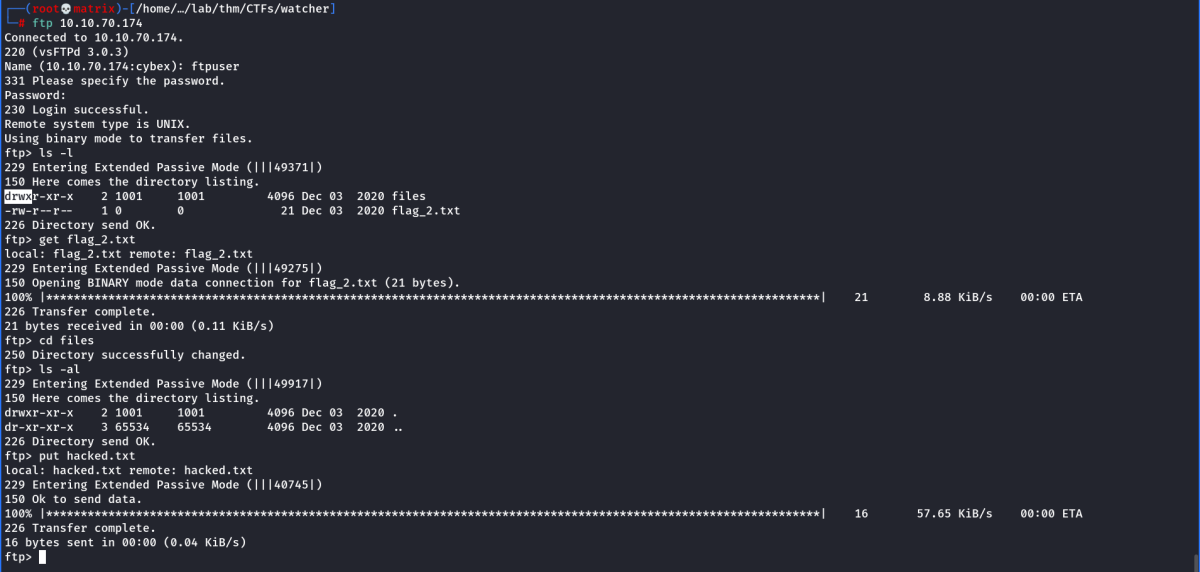 ┌──(root💀matrix)-[/home/…/lab/thm/CTFs/watcher]
└─# ftp 10.10.70.174
Connected to 10.10.70.174.
220 (vsFTPd 3.0.3)
Name (10.10.70.174:cybex): ftpuser
331 Please specify the password.
Password:
230 Login successful.
Remote system type is UNIX.
Using binary mode to transfer files.
ftp> ls -l
229 Entering Extended Passive Mode (|||49371|)
150 Here comes the directory listing.
drwxr-xr-x    2 1001     1001         4096 Dec 03  2020 files
-rw-r--r--    1 0        0              21 Dec 03  2020 flag_2.txt
226 Directory send OK.
ftp> get flag_2.txt
local: flag_2.txt remote: flag_2.txt
229 Entering Extended Passive Mode (|||49275|)
150 Opening BINARY mode data connection for flag_2.txt (21 bytes).
100% |*****************************************************************************************************************|    21        8.88 KiB/s    00:00 ETA
226 Transfer complete.
21 bytes received in 00:00 (0.11 KiB/s)
ftp> cd files
250 Directory successfully changed.
ftp> ls -al
229 Entering Extended Passive Mode (|||49917|)
150 Here comes the directory listing.
drwxr-xr-x    2 1001     1001         4096 Dec 03  2020 .
dr-xr-xr-x    3 65534    65534        4096 Dec 03  2020 ..
226 Directory send OK.
ftp> put hacked.txt
local: hacked.txt remote: hacked.txt
229 Entering Extended Passive Mode (|||40745|)
150 Ok to send data.
100% |*****************************************************************************************************************|    16       57.65 KiB/s    00:00 ETA
226 Transfer complete.
16 bytes sent in 00:00 (0.04 KiB/s)
ftp>